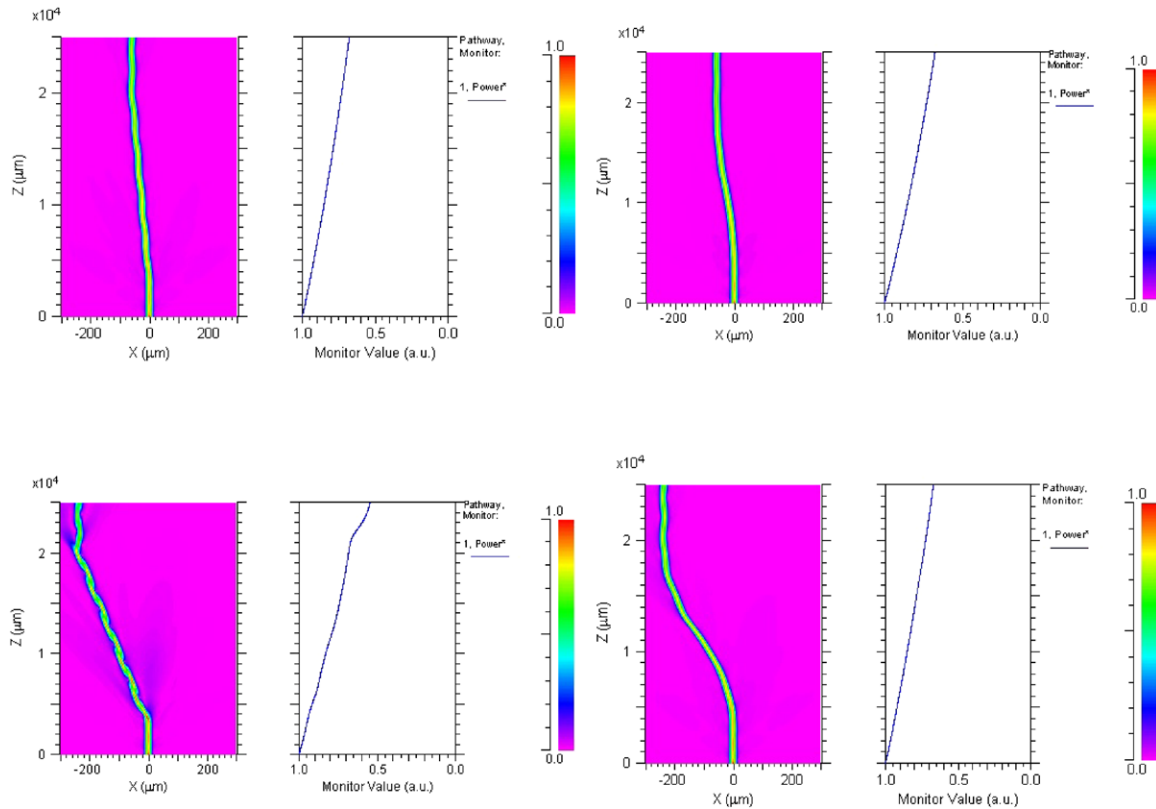 x10⁴
2
1
0
Z (µm)
-200
0
200
X (µm)
1.0
0.5
0.0
Monitor Value (a.u.)
Pathway,
Monitor:
1, Power*
1.0
0.0
x10⁴
2
1
0
Z (µm)
-200
0
200
X (µm)
1.0
0.5
0.0
Monitor Value (a.u.)
Pathway,
Monitor:
1, Power*
1.0
0.0
x10⁴
2
1
0
Z (µm)
-200
0
200
X (µm)
1.0
0.5
0.0
Monitor Value (a.u.)
Pathway,
Monitor:
1, Power*
1.0
0.0
x10⁴
2
1
0
Z (µm)
-200
0
200
X (µm)
1.0
0.5
0.0
Monitor Value (a.u.)
Pathway,
Monitor:
1, Power*
1.0
0.0